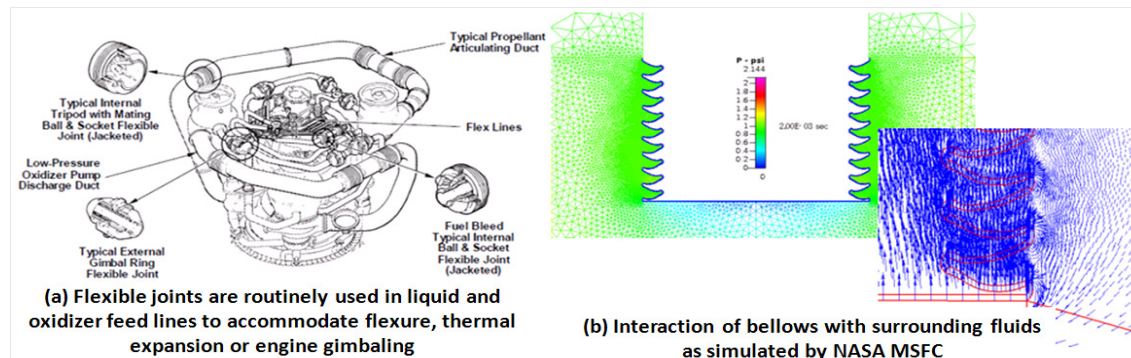 Typical Propellant
Articulating Duct
Typical Internal
Tripod with Mating
Ball & Socket Flexible
Joint (Jacketed)
Flex Lines
Low-Pressure
Oxidizer Pump
Discharge Duct
Typical External
Gimbal Ring
Flexible Joint
Fuel Bleed
Typical Internal
Ball & Socket
Flexible Joint
(Jacketed)
(a) Flexible joints are routinely used in liquid and
oxidizer feed lines to accommodate flexure, thermal
expansion or engine gimbaling
P - psi
2.144
2
1.8
1.6
1.4
1.2
1
0.8
0.6
0.4
0.2
0
0
2.00E-03 sec
(b) Interaction of bellows with surrounding fluids
as simulated by NASA MSFC